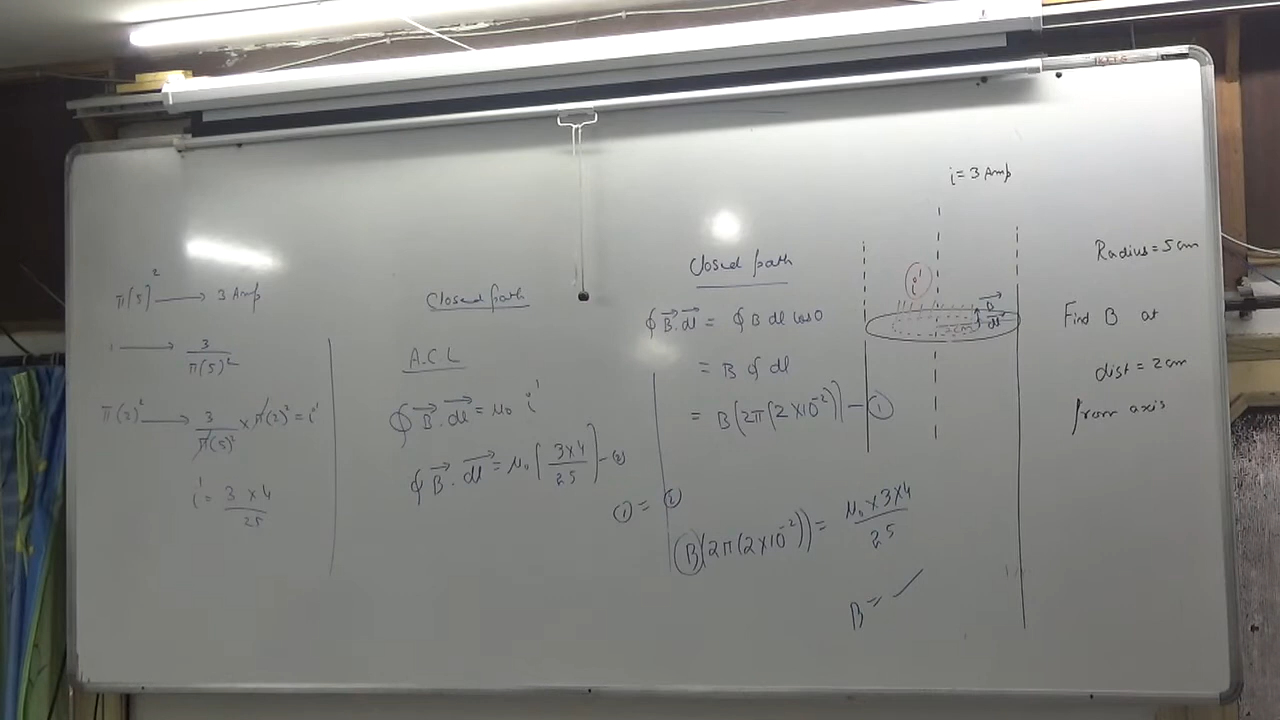 i = 3 Amp
Radius = 5 cm
Find B at
dist = 2 cm
from axis
i'
B⃗
dl⃗
2cm
π(5)² → 3 Amp
1 → 3/π(5)²
π(2)² → 3/π(5)² × π(2)² = i'
i' = 3 × 4/25
Closed path
A.C.L
∮ B⃗ . dl⃗ = μ₀ i'
∮ B⃗ . dl⃗ = μ₀ [3×4/25] - ②
Closed path
∮ B⃗ . dl⃗ = ∮ B dl cos0
= B ∮ dl
= B(2π(2×10⁻²)) - ①
① = ②
B(2π(2×10⁻²)) = μ₀ × 3×4/25
B = ✓